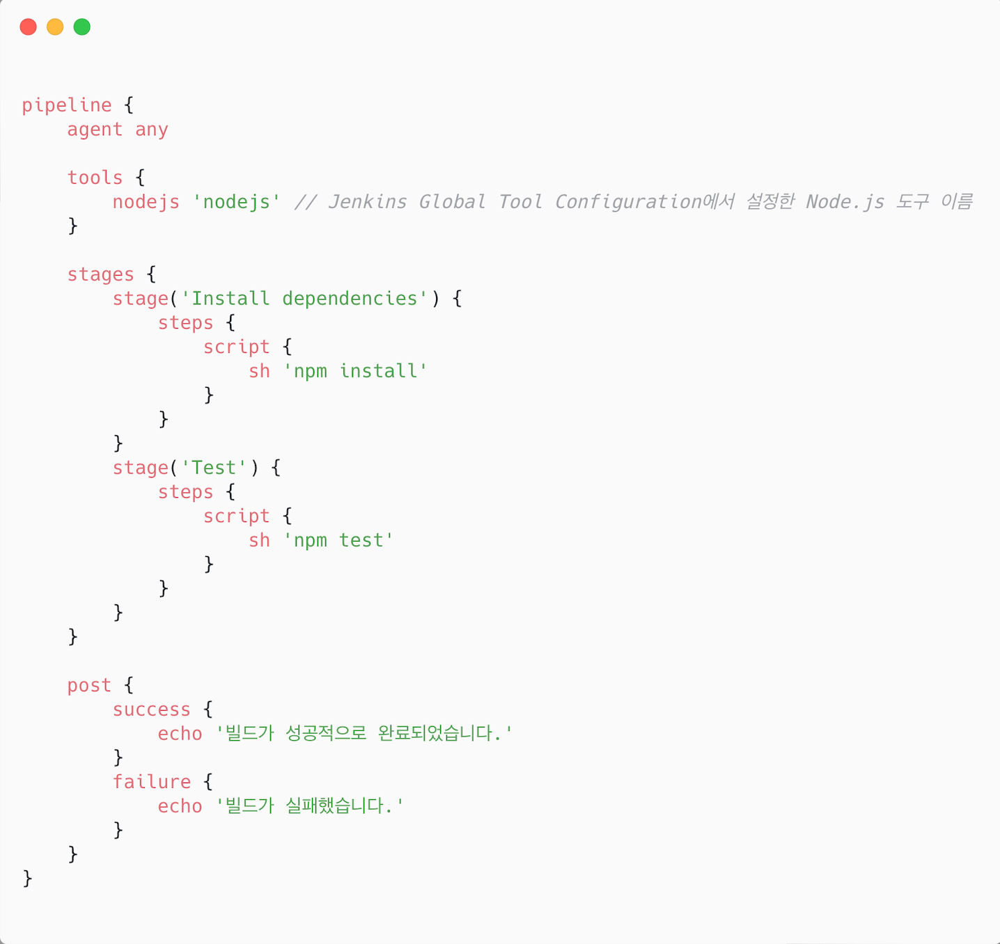 pipeline {
    agent any

    tools {
        nodejs 'nodejs' // Jenkins Global Tool Configuration에서 설정한 Node.js 도구 이름
    }

    stages {
        stage('Install dependencies') {
            steps {
                script {
                    sh 'npm install'
                }
            }
        }
        stage('Test') {
            steps {
                script {
                    sh 'npm test'
                }
            }
        }
    }

    post {
        success {
            echo '빌드가 성공적으로 완료되었습니다.'
        }
        failure {
            echo '빌드가 실패했습니다.'
        }
    }
}